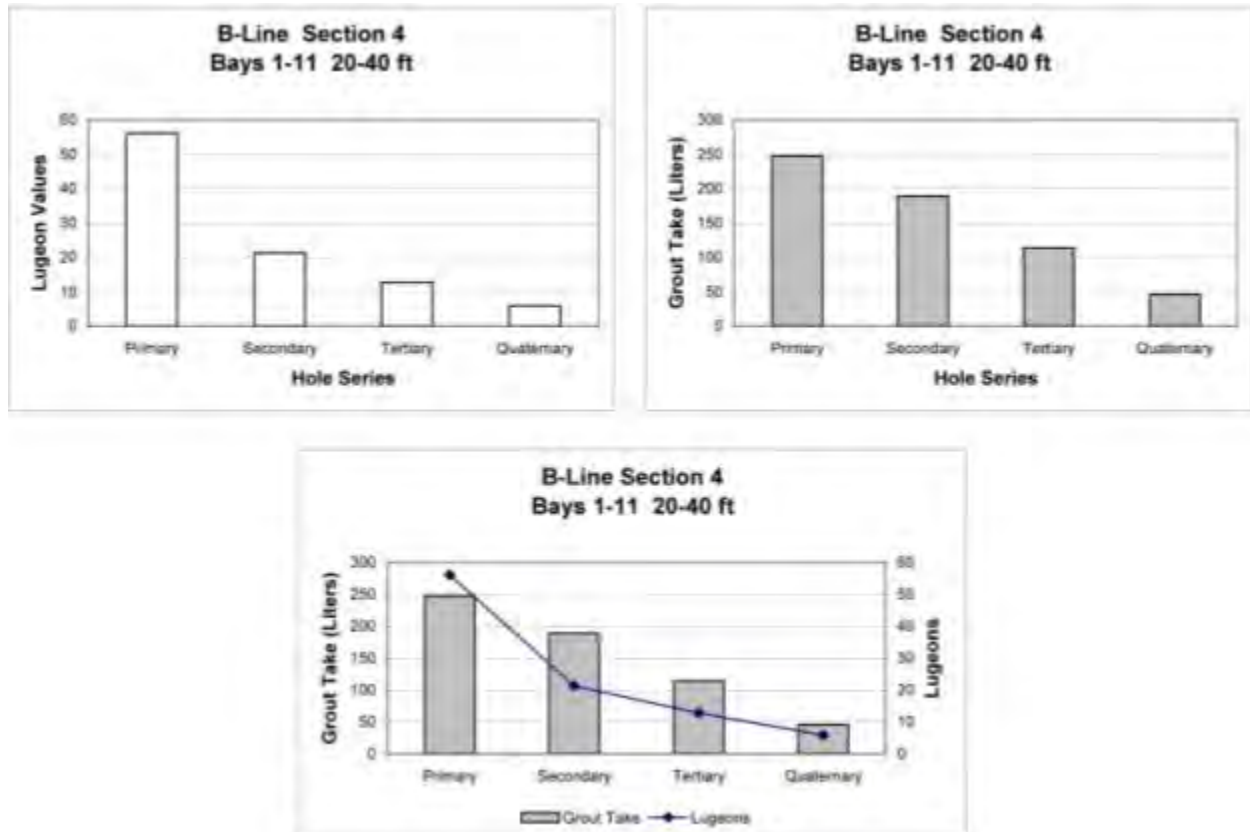 B-Line Section 4
Bays 1-11 20-40 ft
Lugeon Values
60
50
40
30
20
10
0
Primary Secondary Tertiary Quaternary
Hole Series
B-Line Section 4
Bays 1-11 20-40 ft
Grout Take (Liters)
300
250
200
150
100
50
0
Primary Secondary Tertiary Quaternary
Hole Series
B-Line Section 4
Bays 1-11 20-40 ft
Grout Take (Liters)
300
250
200
150
100
50
0
Primary Secondary Tertiary Quaternary
60
50
40
30
20
10
0
Lugeons
Grout Take Lugeons